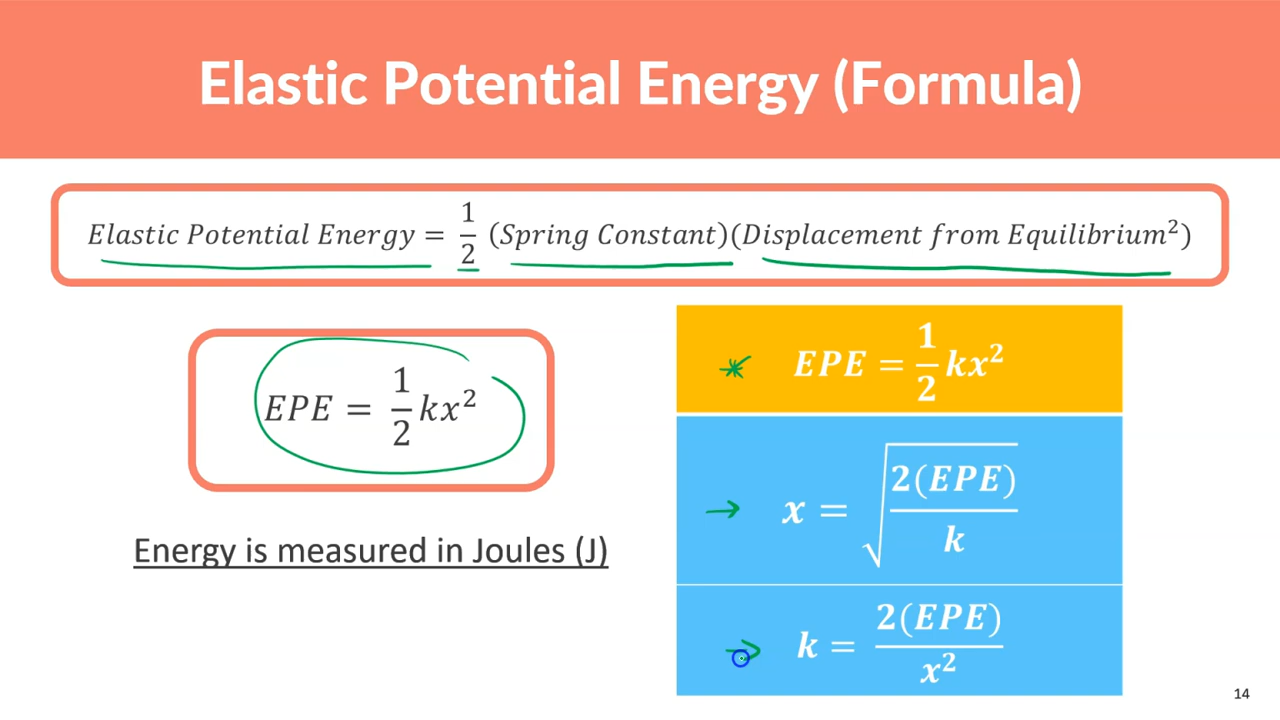 Elastic Potential Energy (Formula)
Elastic Potential Energy = 1/2 (Spring Constant)(Displacement from Equilibrium²)
EPE = 1/2 kx²
Energy is measured in Joules (J)
* EPE = 1/2 kx²
→ x = √(2(EPE)/k)
→ k = 2(EPE)/x²
14